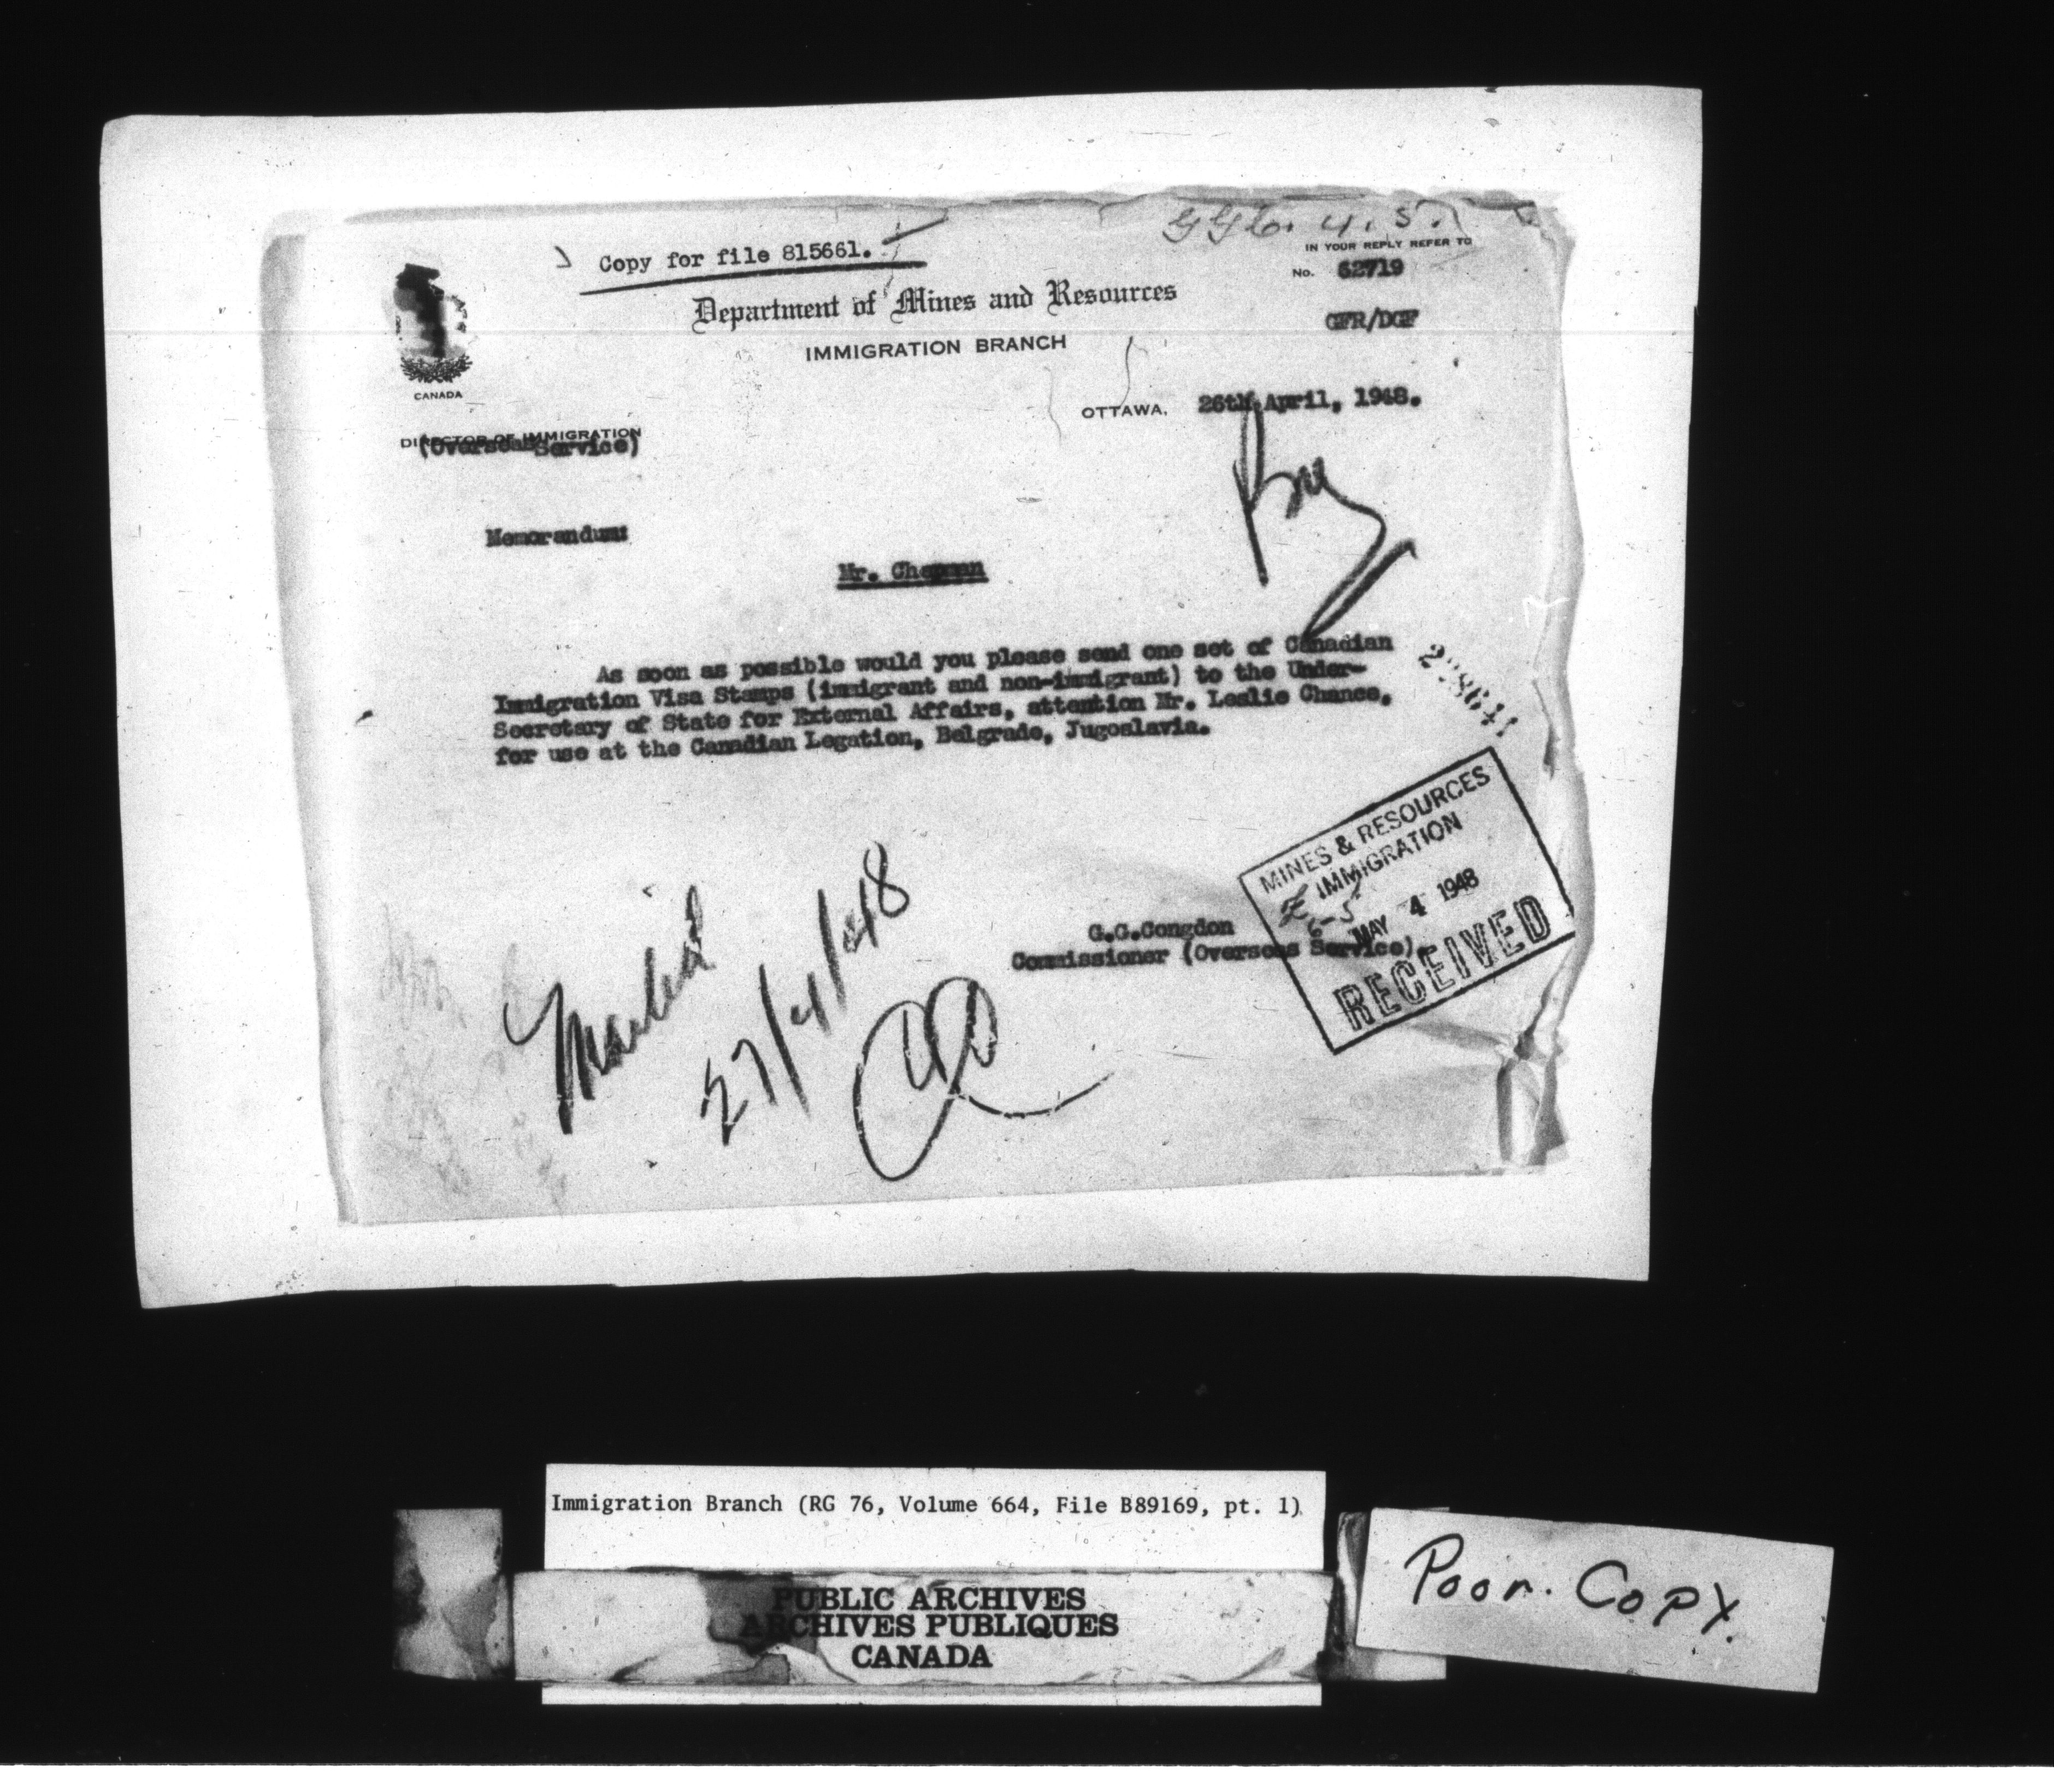 Copy for file 815661.
IN YOUR REPLY REFER TO
No. 62719
Department of Mines and Resources
GFR/DGF
IMMIGRATION BRANCH
CANADA
OTTAWA, 26th April, 1948.
DIRECTOR OF IMMIGRATION
(Overseas Service)
Memorandum:
Mr. Chapman
As soon as possible would you please send one set of Canadian
Immigration Visa Stamps (immigrant and non-immigrant) to the Under-
Secretary of State for External Affairs, attention Mr. Leslie Chance,
for use at the Canadian Legation, Belgrade, Jugoslavia.
MINES & RESOURCES
IMMIGRATION
MAY 4 1948
RECEIVED
G.G.Congdon
Commissioner (Overseas Service).
Mailed
27/4/48
Immigration Branch (RG 76, Volume 664, File B89169, pt. 1)
PUBLIC ARCHIVES
ARCHIVES PUBLIQUES
CANADA
Poor. Copy.